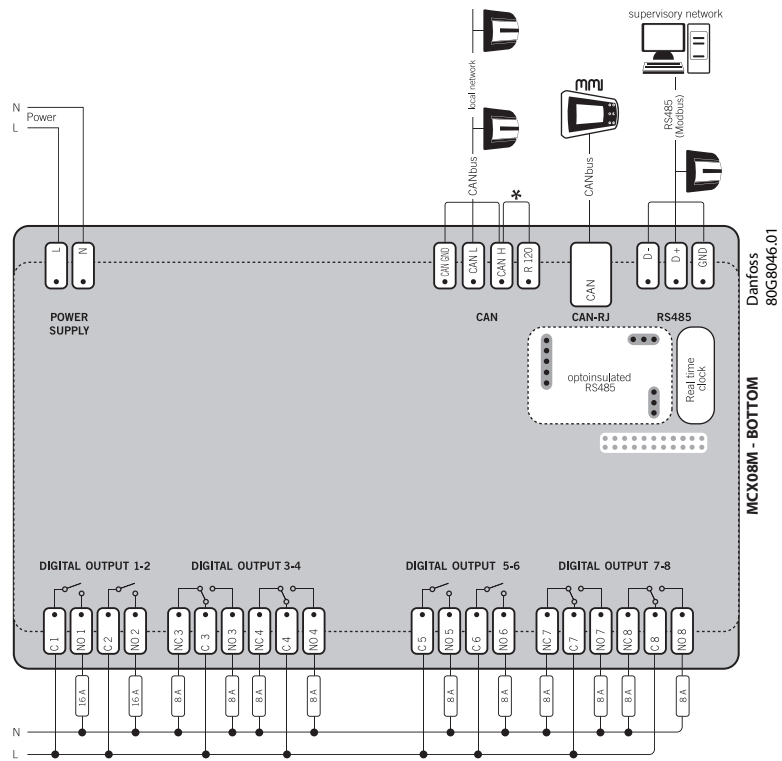 supervisory network
local network
mmi
RS485
(Modbus)
N
Power
L
CANbus
CANbus
*
L
N
CAN GND
CAN L
CAN H
R 120
CAN
D -
D +
GND
POWER
SUPPLY
CAN
CAN-RJ
RS485
Danfoss
80G8046.01
optoinsulated
RS485
Real time
clock
MCX08M - BOTTOM
DIGITAL OUTPUT 1-2
DIGITAL OUTPUT 3-4
DIGITAL OUTPUT 5-6
DIGITAL OUTPUT 7-8
C 1
NO 1
C 2
NO 2
NC 3
C 3
NO 3
NC 4
C 4
NO 4
C 5
NO 5
C 6
NO 6
NC 7
C 7
NO 7
NC 8
C 8
NO 8
16 A
16 A
8 A
8 A
8 A
8 A
8 A
8 A
8 A
8 A
8 A
8 A
N
L